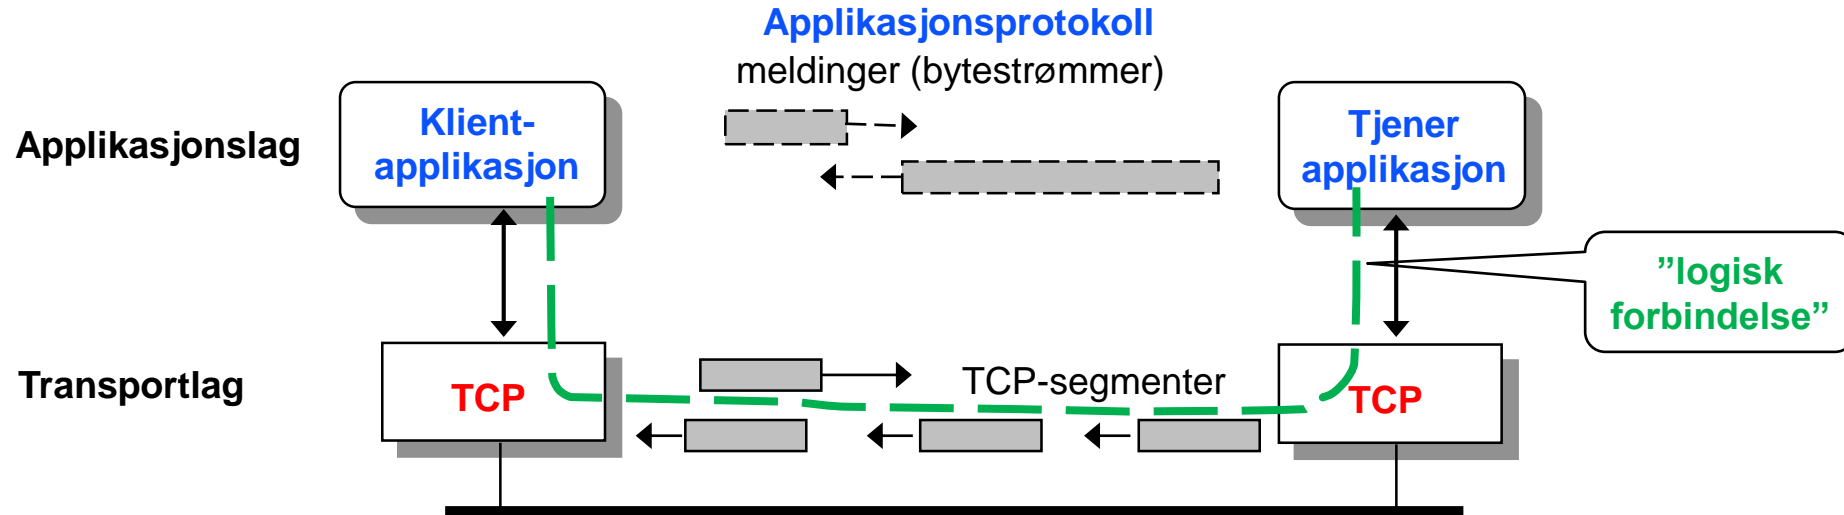 Applikasjonsprotokoll
meldinger (bytestrømmer)
Applikasjonslag
Klient-
applikasjon
Tjener
applikasjon
”logisk
forbindelse”
Transportlag
TCP
TCP-segmenter
TCP